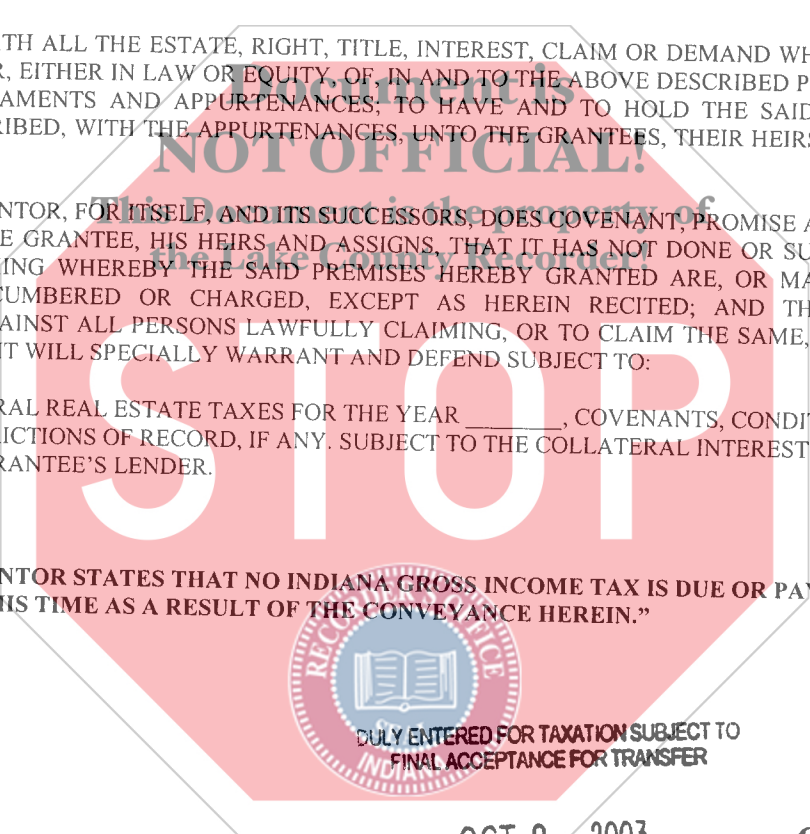 TH ALL THE ESTATE, RIGHT, TITLE, INTEREST, CLAIM OR DEMAND WH
R, EITHER IN LAW OR EQUITY, OF, IN AND TO THE ABOVE DESCRIBED P
AMENTS AND APPURTENANCES; TO HAVE AND TO HOLD THE SAID
RIBED, WITH THE APPURTENANCES, UNTO THE GRANTEES, THEIR HEIRS
Document is
NOT OFFICIAL!
This Document is the property of
the Lake County Recorder!
NTOR, FOR ITSELF, AND ITS SUCCESSORS, DOES COVENANT, PROMISE A
E GRANTEE, HIS HEIRS AND ASSIGNS, THAT IT HAS NOT DONE OR SU
ING WHEREBY THE SAID PREMISES HEREBY GRANTED ARE, OR MA
CUMBERED OR CHARGED, EXCEPT AS HEREIN RECITED; AND TH
AINST ALL PERSONS LAWFULLY CLAIMING, OR TO CLAIM THE SAME,
IT WILL SPECIALLY WARRANT AND DEFEND SUBJECT TO:
STOP
RAL REAL ESTATE TAXES FOR THE YEAR ________, COVENANTS, CONDIT
RICTIONS OF RECORD, IF ANY. SUBJECT TO THE COLLATERAL INTEREST
RANTEE'S LENDER.
NTOR STATES THAT NO INDIANA GROSS INCOME TAX IS DUE OR PAY
HIS TIME AS A RESULT OF THE CONVEYANCE HEREIN.”
RECORDER'S OFFICE
SEAL
INDIANA
DULY ENTERED FOR TAXATION SUBJECT TO
FINAL ACCEPTANCE FOR TRANSFER
OCT 2003